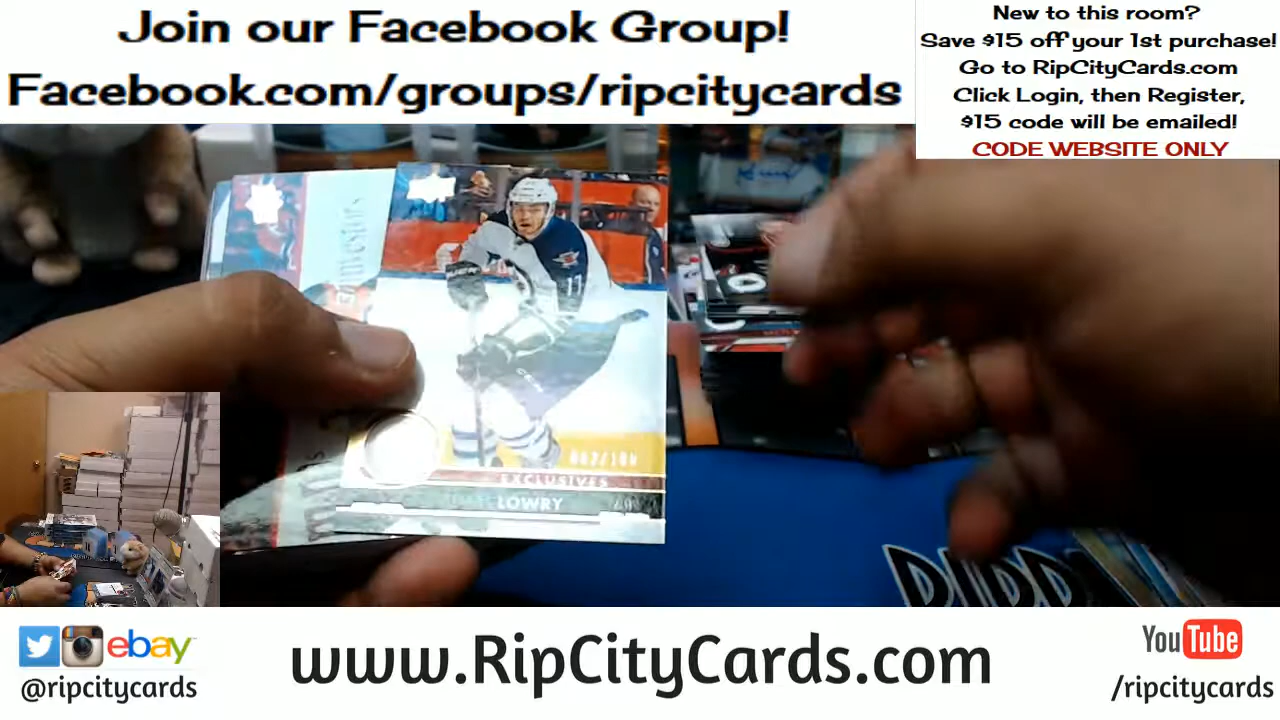 Join our Facebook Group!
Facebook.com/groups/ripcitycards
New to this room?
Save $15 off your 1st purchase!
Go to RipCityCards.com
Click Login, then Register,
$15 code will be emailed!
CODE WEBSITE ONLY
11
EXCLUSIVES
LOWRY
ebay
@ripcitycards
www.RipCityCards.com
YouTube
/ripcitycards